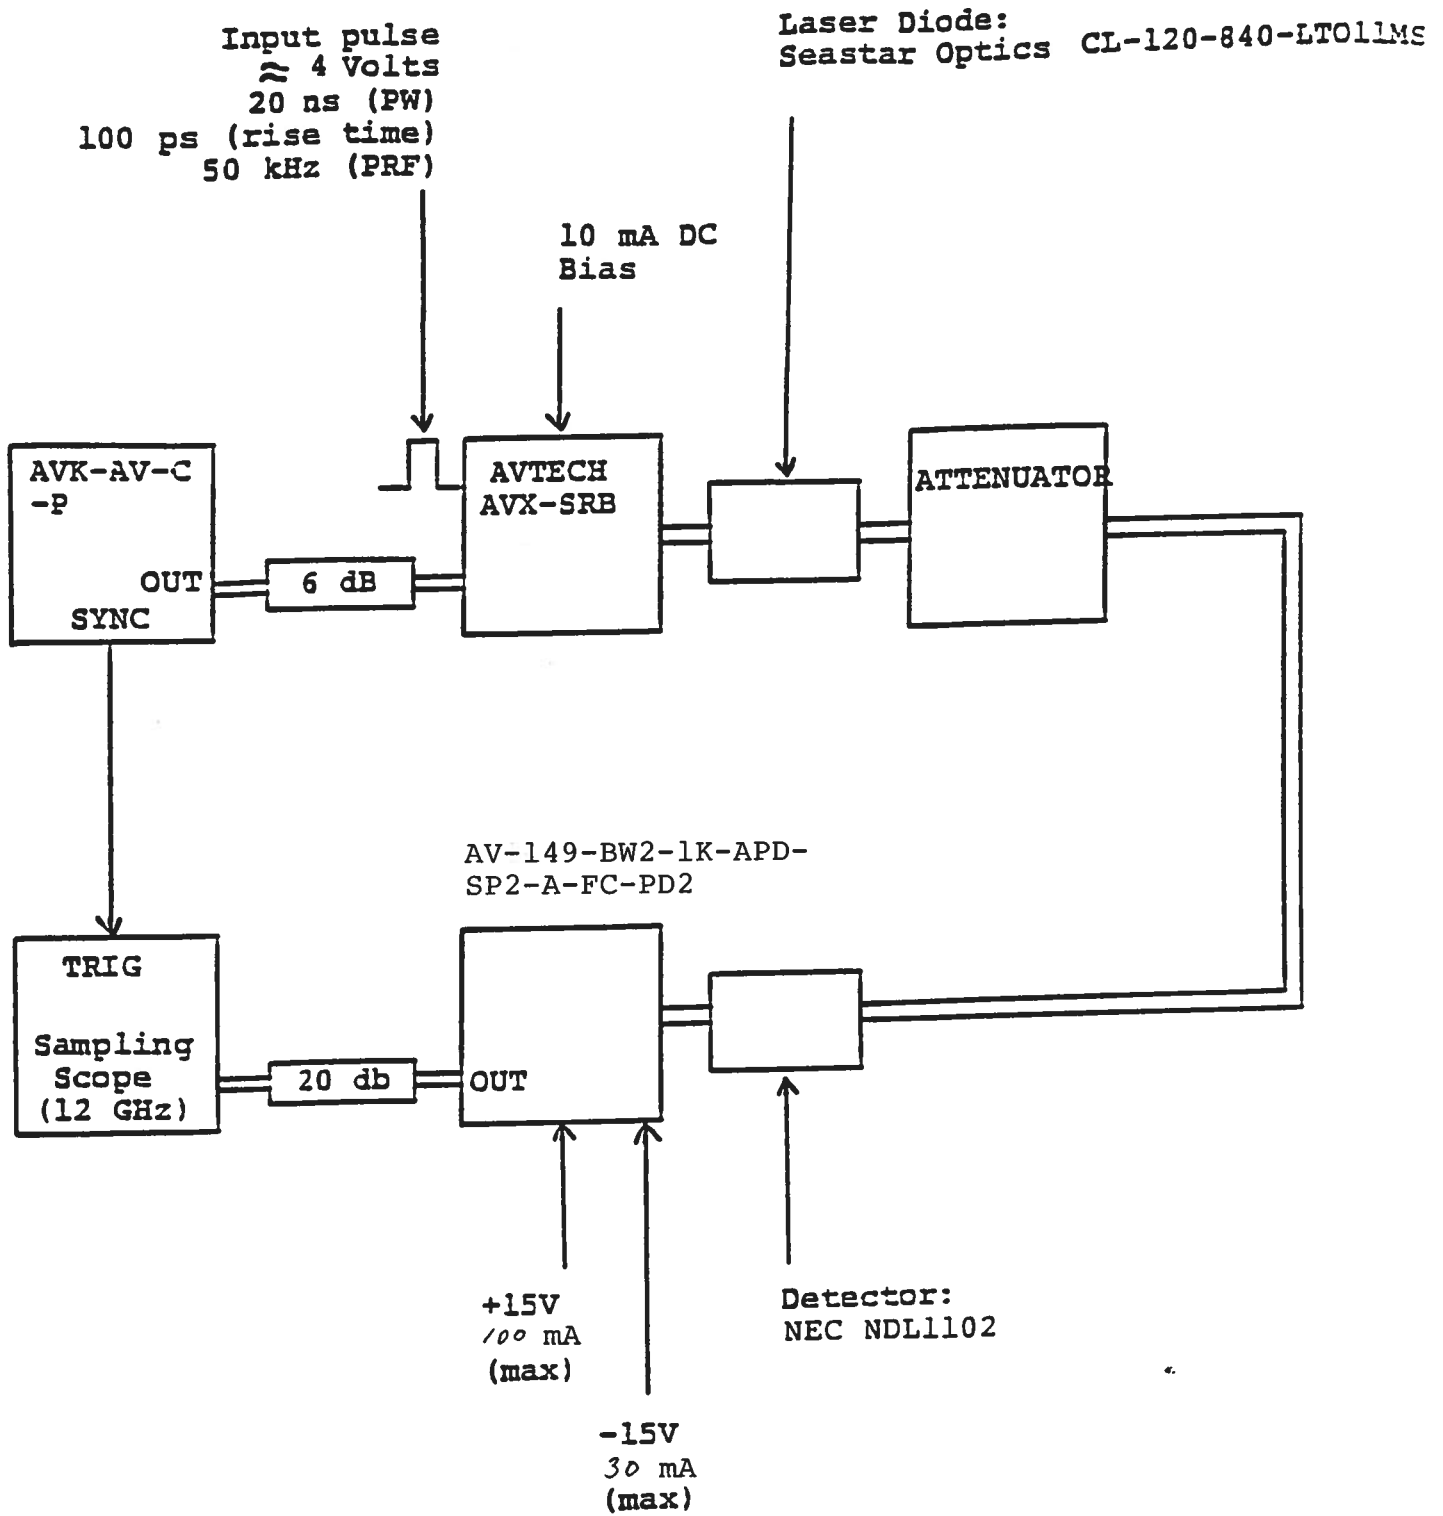 Input pulse
≈ 4 Volts
20 ns (PW)
100 ps (rise time)
50 kHz (PRF)
Laser Diode:
Seastar Optics CL-120-840-LTO11MS
10 mA DC
Bias
AVK-AV-C
-P
OUT
SYNC
6 dB
AVTECH
AVX-SRB
ATTENUATOR
AV-149-BW2-1K-APD-
SP2-A-FC-PD2
TRIG
Sampling
Scope
(12 GHz)
20 db
OUT
+15V
100 mA
(max)
-15V
30 mA
(max)
Detector:
NEC NDL1102